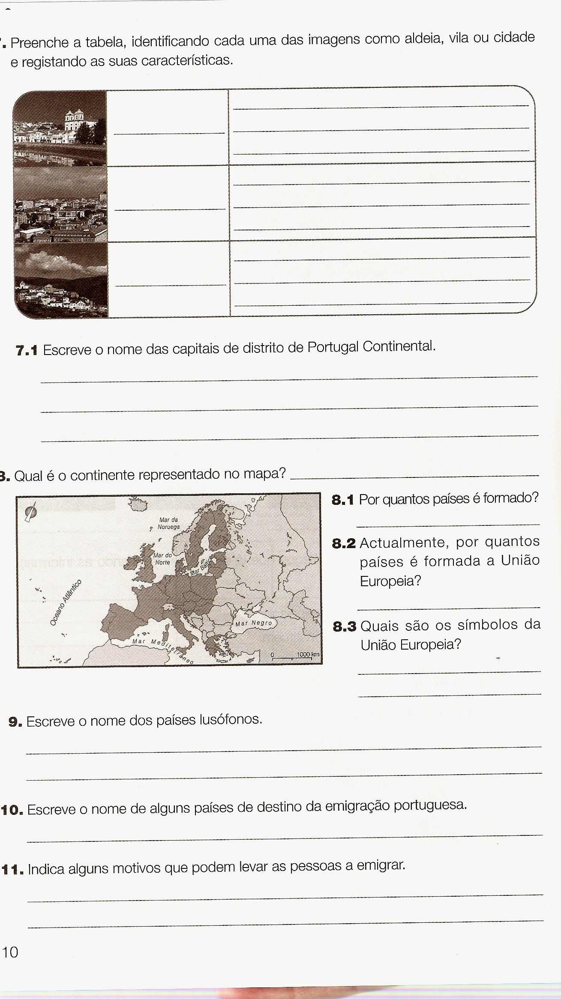 . Preenche a tabela, identificando cada uma das imagens como aldeia, vila ou cidade
e registando as suas características.
7.1 Escreve o nome das capitais de distrito de Portugal Continental.
8. Qual é o continente representado no mapa?
8.1 Por quantos países é formado?
8.2 Actualmente, por quantos
países é formada a União
Europeia?
8.3 Quais são os símbolos da
União Europeia?
Mar da
Noruega
Mar do
Norte
Mar Báltico
Oceano Atlântico
Mar Negro
Mar Mediterrâneo
0 1000 km
9. Escreve o nome dos países lusófonos.
10. Escreve o nome de alguns países de destino da emigração portuguesa.
11. Indica alguns motivos que podem levar as pessoas a emigrar.
10